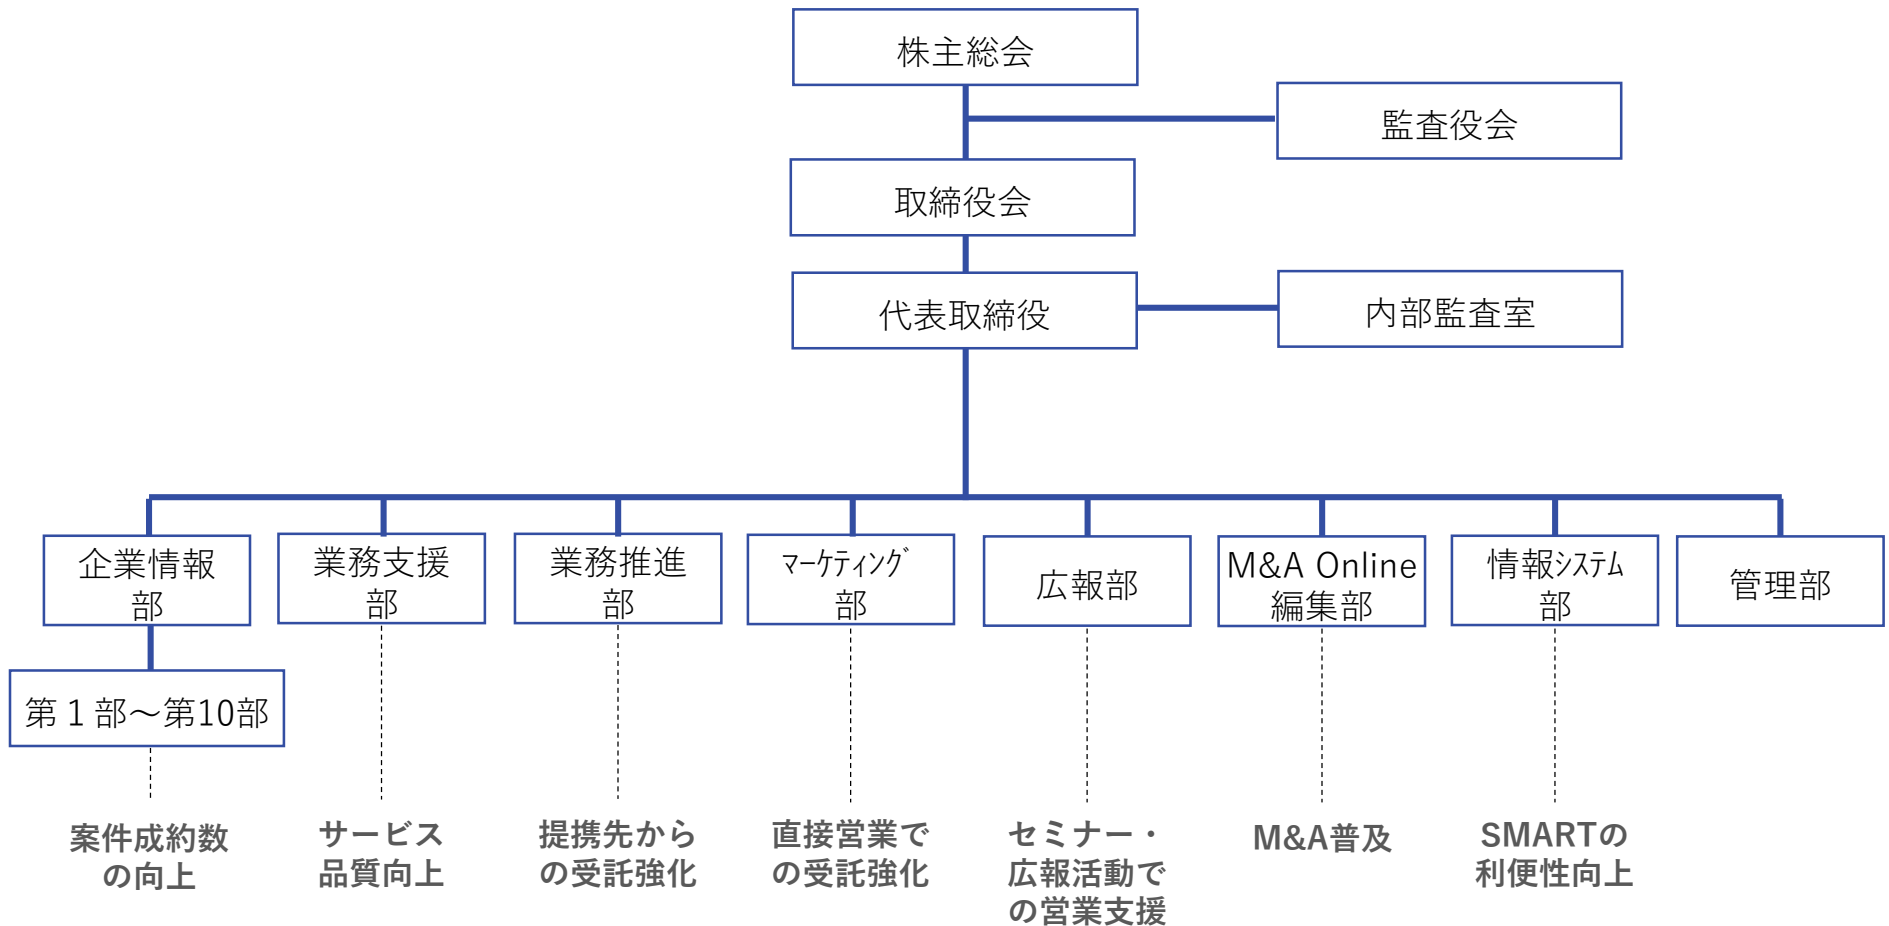 株主総会
監査役会
取締役会
代表取締役
内部監査室
企業情報
部
業務支援
部
業務推進
部
ﾏｰｹﾃｨﾝｸﾞ
部
広報部
M&A Online
編集部
情報ｼｽﾃﾑ
部
管理部
第１部～第10部
案件成約数
の向上
サービス
品質向上
提携先から
の受託強化
直接営業で
の受託強化
セミナー・
広報活動で
の営業支援
M&A普及
SMARTの
利便性向上